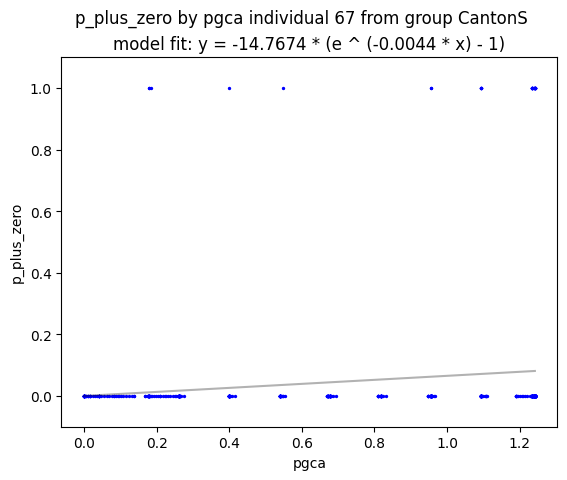 p_plus_zero by pgca individual 67 from group CantonS
model fit: y = -14.7674 * (e ^ (-0.0044 * x) - 1)
1.0
0.8
0.6
0.4
0.2
0.0
p_plus_zero
0.0 0.2 0.4 0.6 0.8 1.0 1.2
pgca